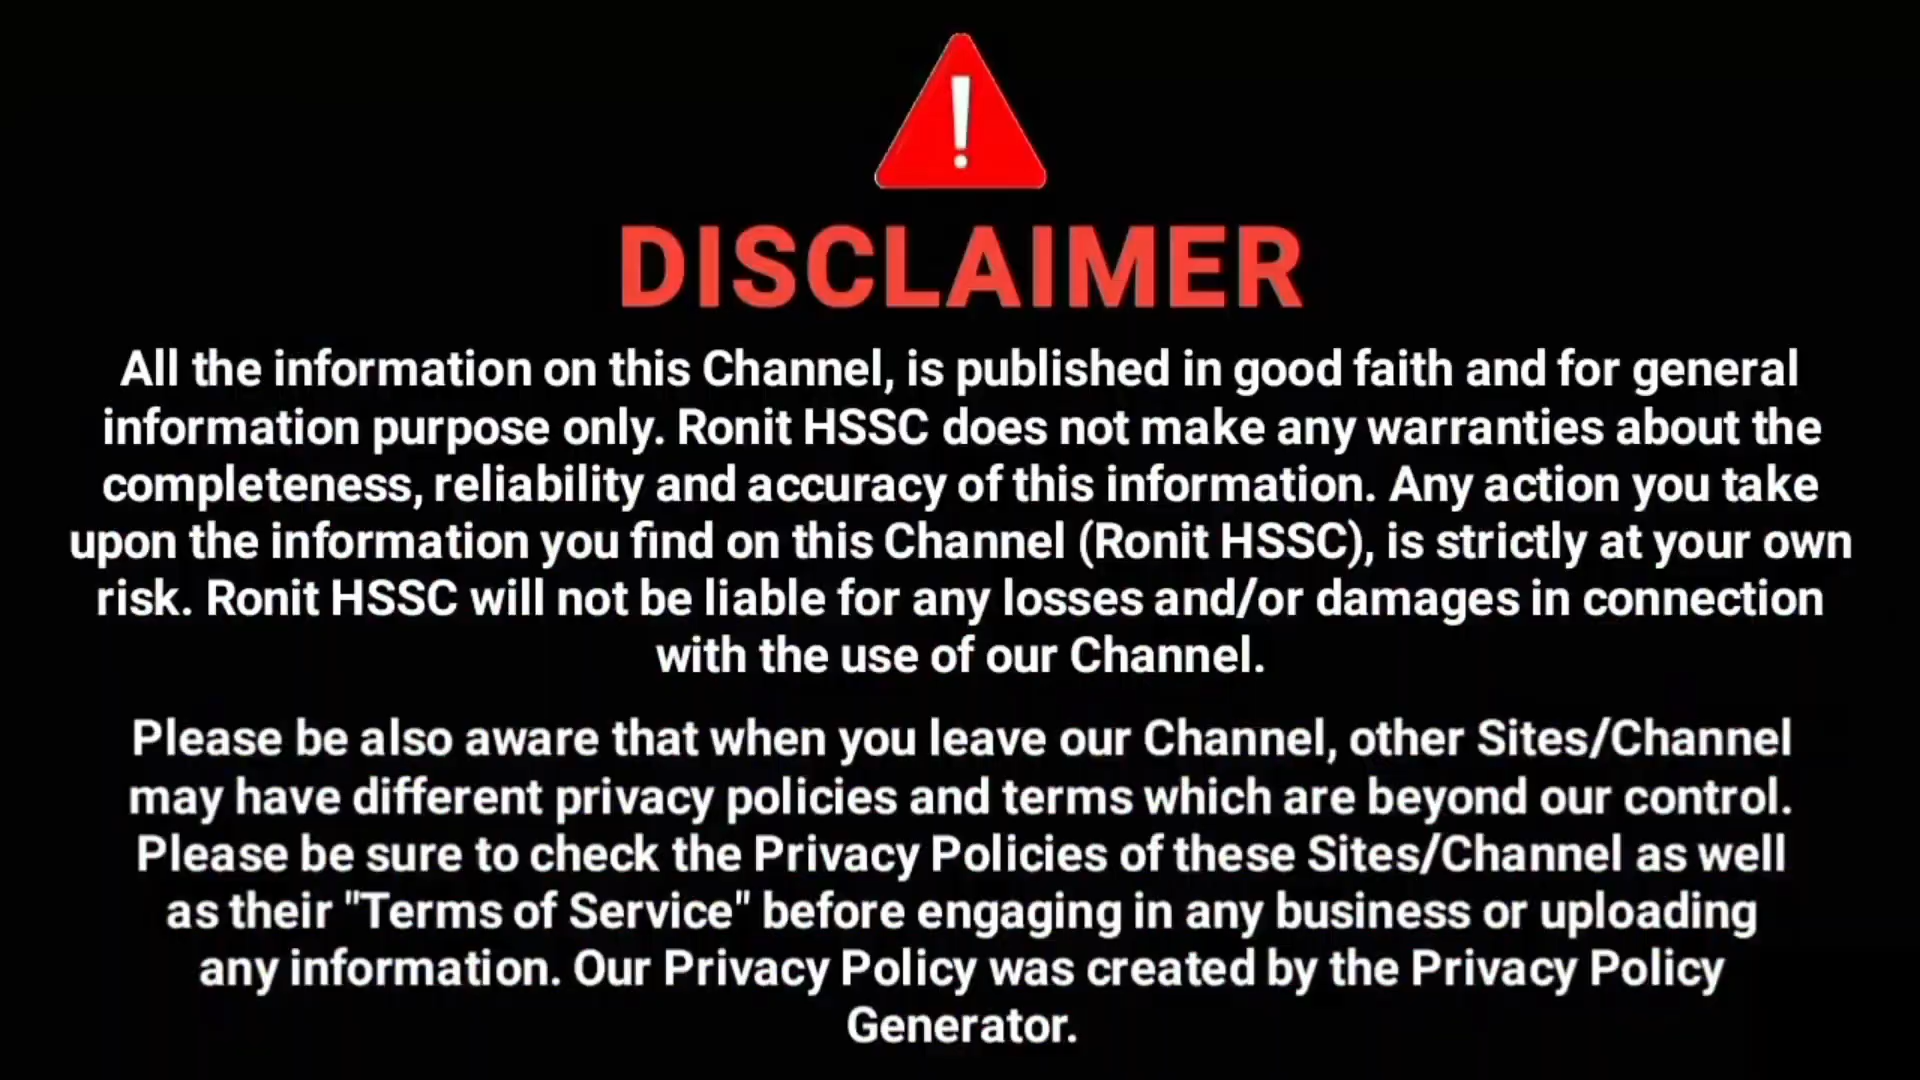 DISCLAIMER
All the information on this Channel, is published in good faith and for general
information purpose only. Ronit HSSC does not make any warranties about the
completeness, reliability and accuracy of this information. Any action you take
upon the information you find on this Channel (Ronit HSSC), is strictly at your own
risk. Ronit HSSC will not be liable for any losses and/or damages in connection
with the use of our Channel.
Please be also aware that when you leave our Channel, other Sites/Channel
may have different privacy policies and terms which are beyond our control.
Please be sure to check the Privacy Policies of these Sites/Channel as well
as their "Terms of Service" before engaging in any business or uploading
any information. Our Privacy Policy was created by the Privacy Policy
Generator.